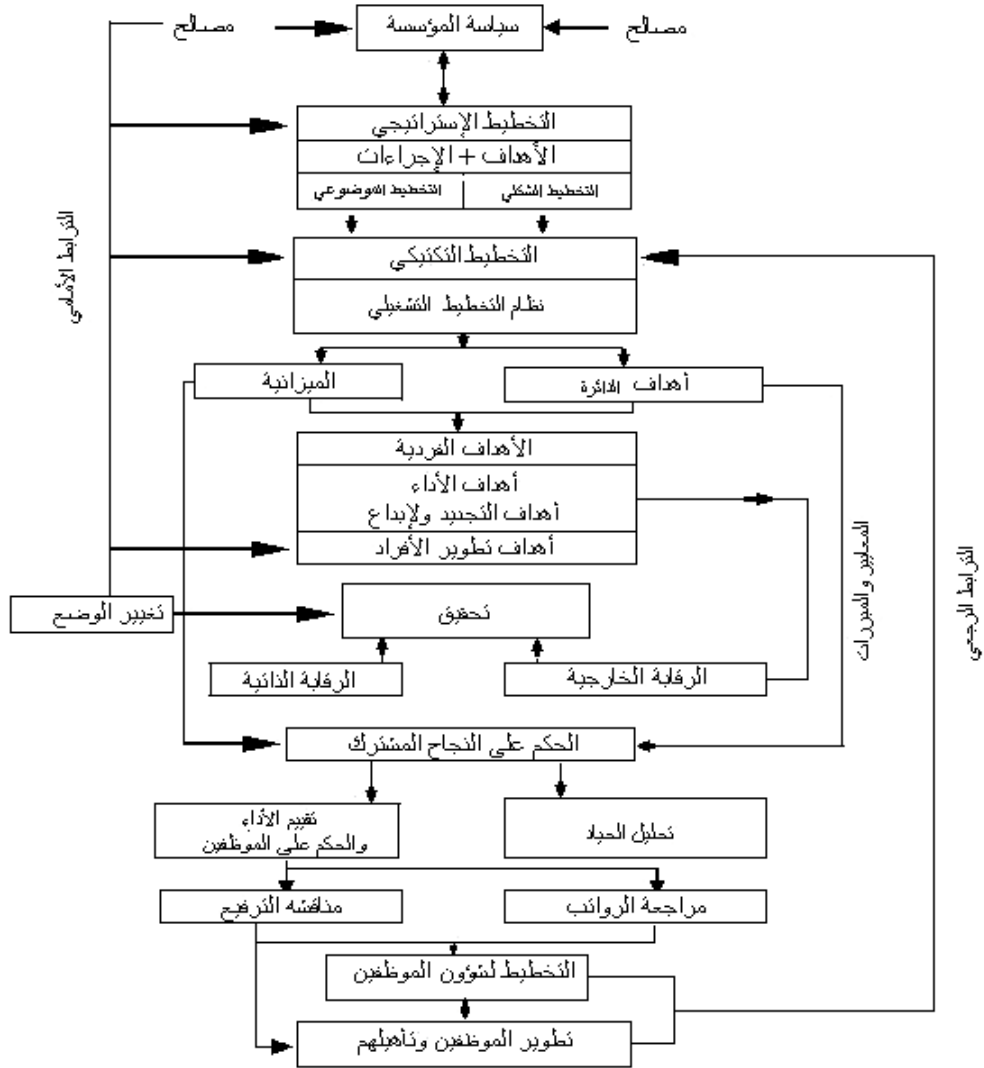 مصالح
سياسة المؤسسة
مصالح
التخطيط الإستراتيجي
الأهداف + الإجراءات
التخطيط الشكلي
التخطيط الموضوعي
الترابط الأمامي
التخطيط التكتيكي
نظام التخطيط التشغيلي
أهداف الدائرة
الميزانية
الأهداف الفردية
أهداف الأداء
أهداف التجديد ولإبداع
أهداف تطوير الأفراد
المعايير والمبررات
الترابط الرجعي
تغيير الوضع
تحقيق
الرقابة الخارجية
الرقابة الذاتية
الحكم على النجاح المشترك
تحليل الحياد
تقييم الأداء
والحكم على الموظفين
مراجعة الرواتب
مناقشة الترفيع
التخطيط لشؤون الموظفين
تطوير الموظفين وتأهيلهم